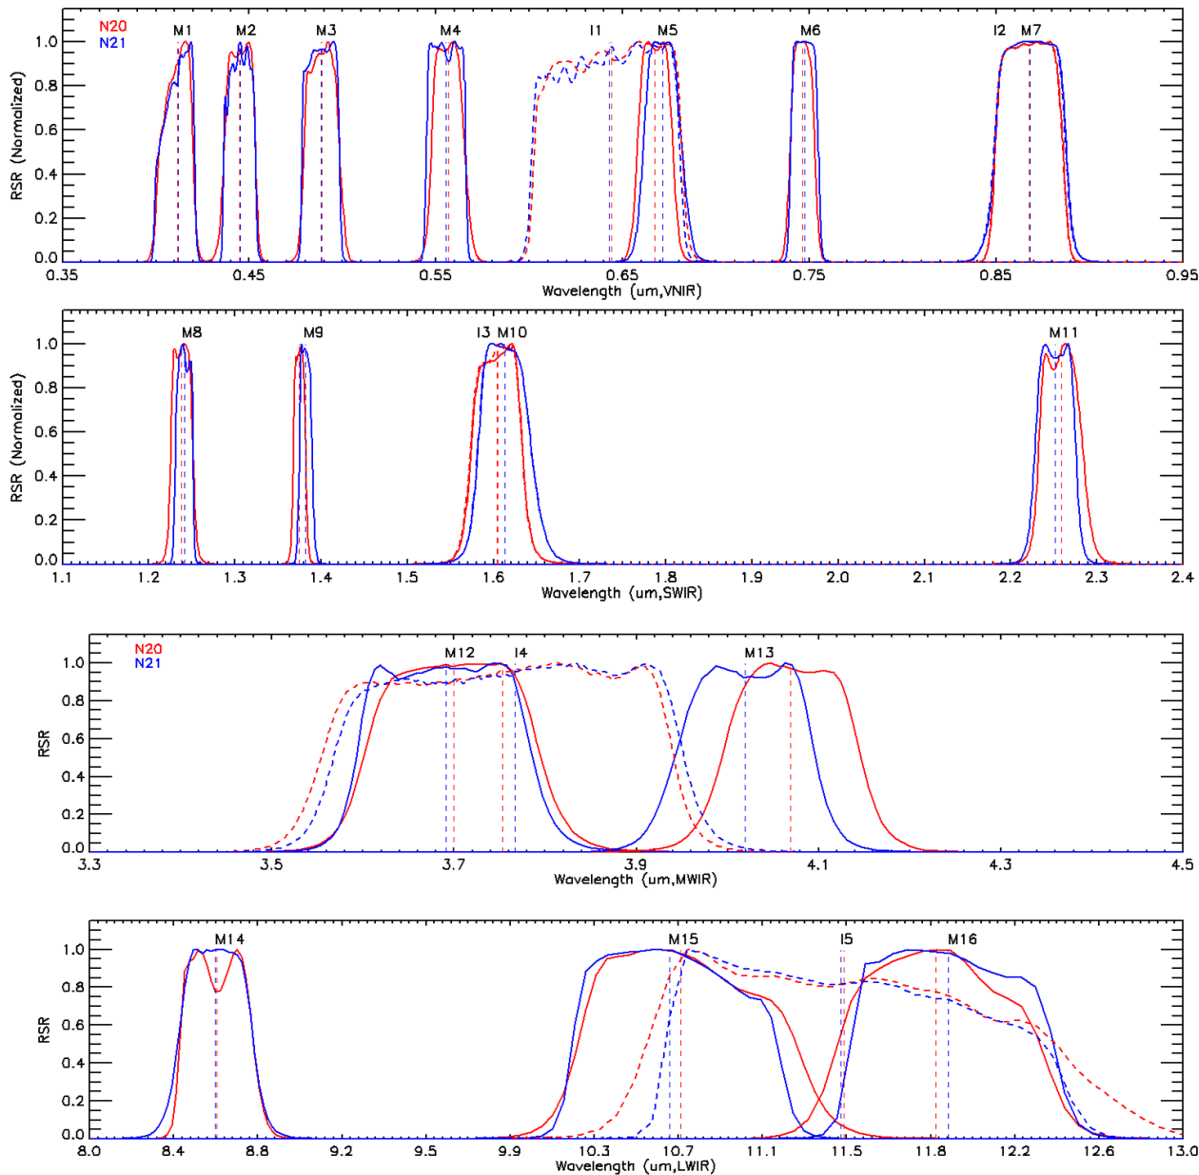 N20
N21
M1 M2 M3 M4 I1 M5 M6 I2 M7
RSR (Normalized)
1.0
0.8
0.6
0.4
0.2
0.0
0.35 0.45 0.55 0.65 0.75 0.85 0.95
Wavelength (um,VNIR)
M8 M9 I3 M10 M11
RSR (Normalized)
1.0
0.8
0.6
0.4
0.2
0.0
1.1 1.2 1.3 1.4 1.5 1.6 1.7 1.8 1.9 2.0 2.1 2.2 2.3 2.4
Wavelength (um,SWIR)
N20
N21
M12 I4 M13
RSR
1.0
0.8
0.6
0.4
0.2
0.0
3.3 3.5 3.7 3.9 4.1 4.3 4.5
Wavelength (um,MWIR)
M14 M15 I5 M16
RSR
1.0
0.8
0.6
0.4
0.2
0.0
8.0 8.4 8.8 9.2 9.5 9.9 10.3 10.7 11.1 11.5 11.8 12.2 12.6 13.0
Wavelength (um,LWIR)